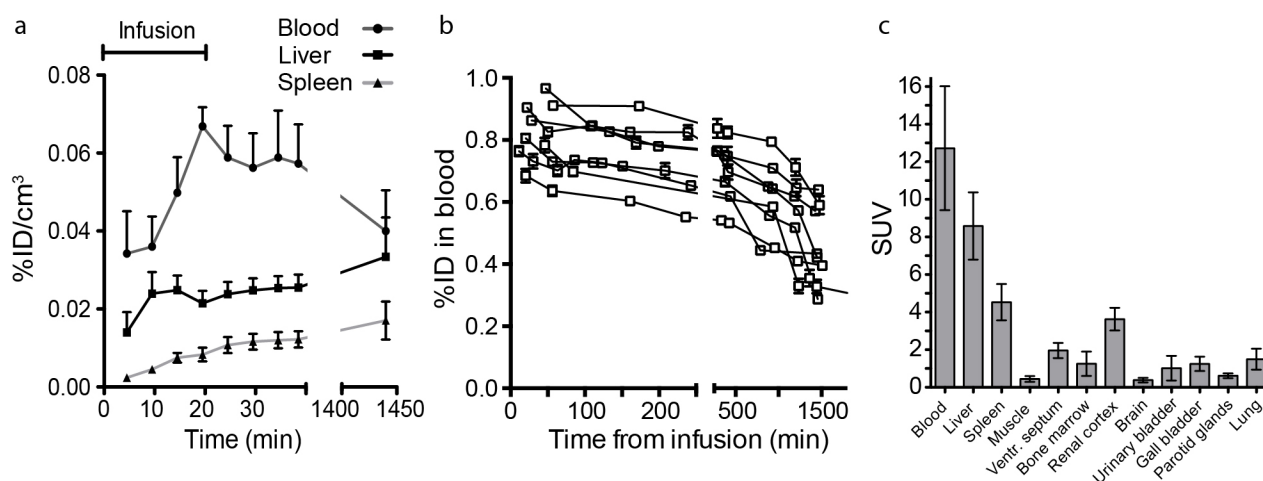 a
Infusion
Blood
Liver
Spleen
%ID/cm³
0.08
0.06
0.04
0.02
0.00
0 10 20 30 1400 1450
Time (min)
b
%ID in blood
1.0
0.8
0.6
0.4
0.2
0.0
0 100 200 500 1500
Time from infusion (min)
c
SUV
16
14
12
10
8
6
4
2
0
Blood
Liver
Spleen
Muscle
Ventr. septum
Bone marrow
Renal cortex
Brain
Urinary bladder
Gall bladder
Parotid glands
Lung